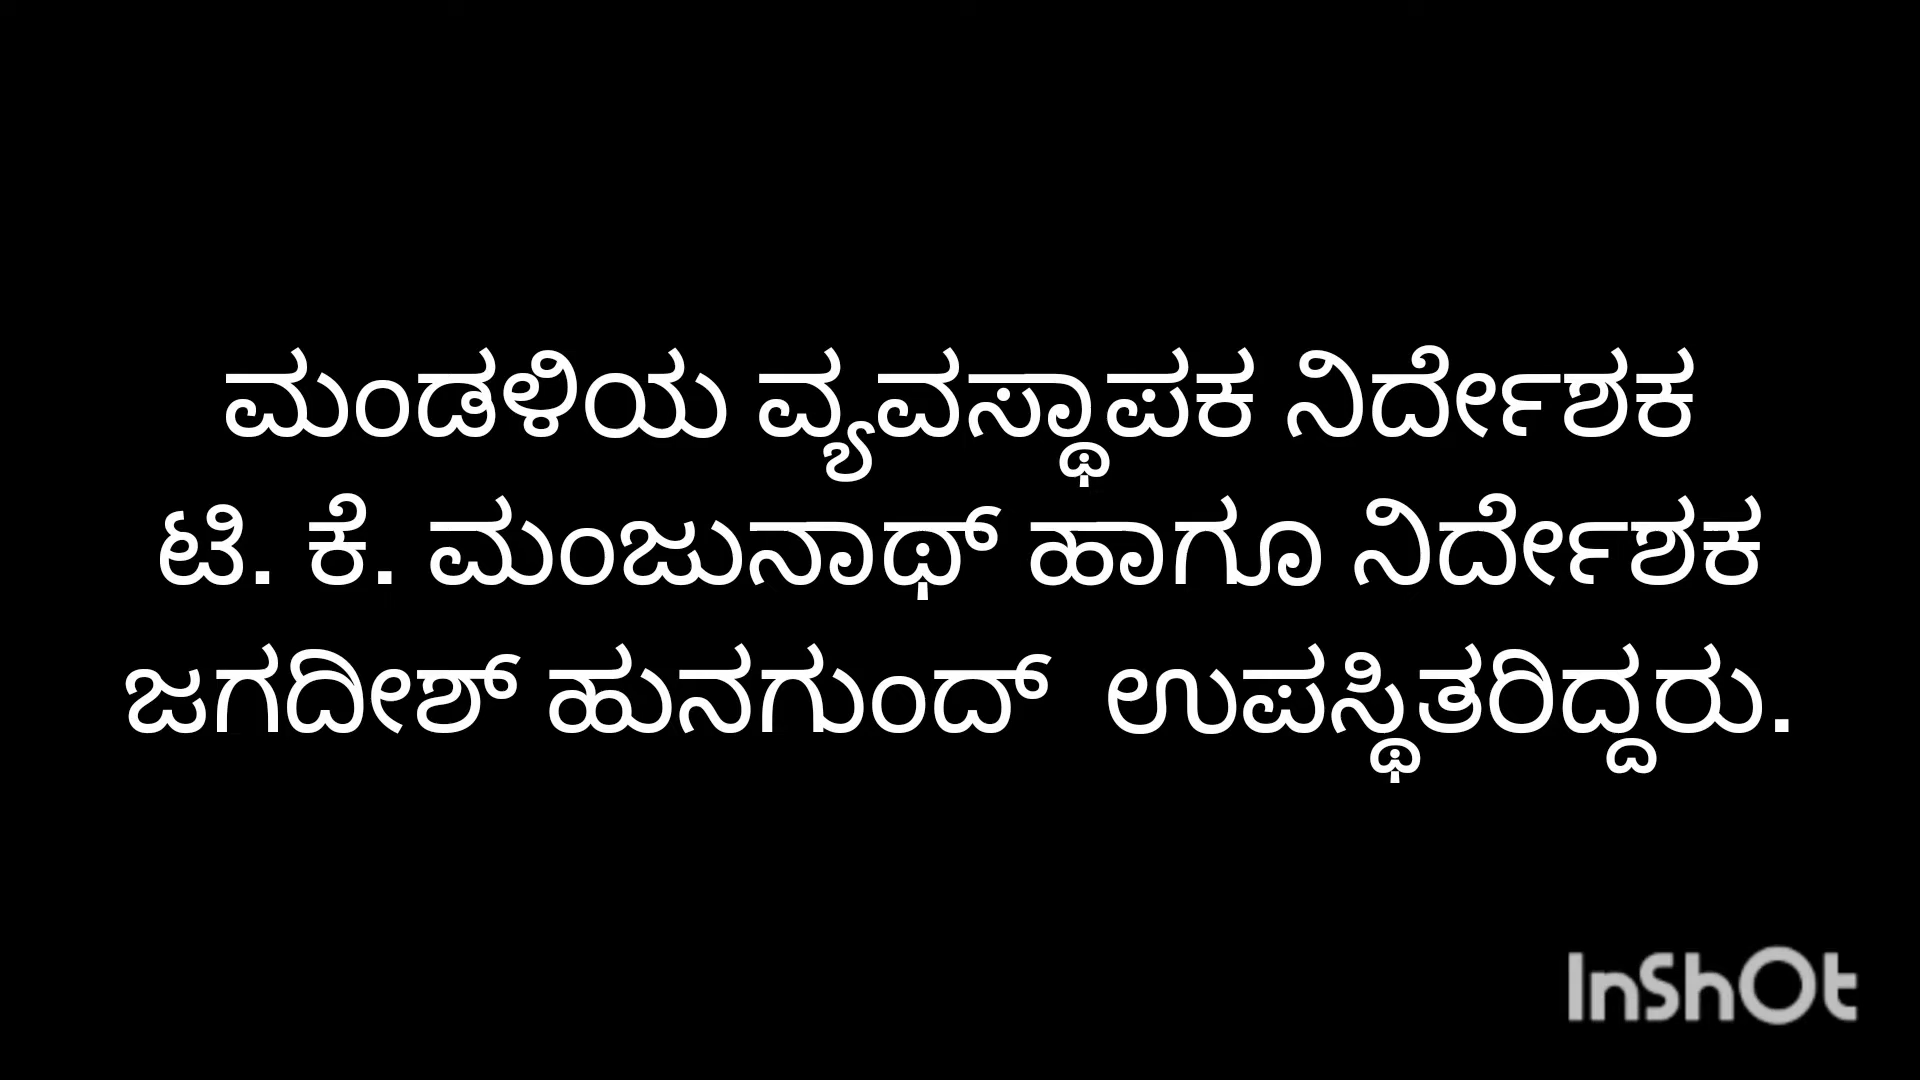 ಮಂಡಳಿಯ ವ್ಯವಸ್ಥಾಪಕ ನಿರ್ದೇಶಕ
ಟಿ. ಕೆ. ಮಂಜುನಾಥ್ ಹಾಗೂ ನಿರ್ದೇಶಕ
ಜಗದೀಶ್ ಹುನಗುಂದ್ ಉಪಸ್ಥಿತರಿದ್ದರು.
InShOt